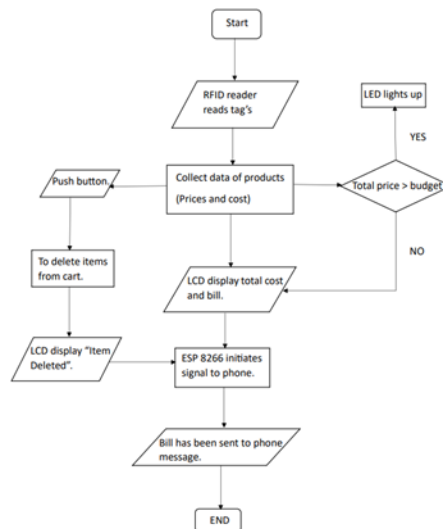 Start
RFID reader
reads tag's
LED lights up
YES
Push button.
Collect data of products
(Prices and cost)
Total price > budget
NO
To delete items
from cart.
LCD display total cost
and bill.
LCD display "Item
Deleted".
ESP 8266 initiates
signal to phone.
Bill has been sent to phone
message.
END